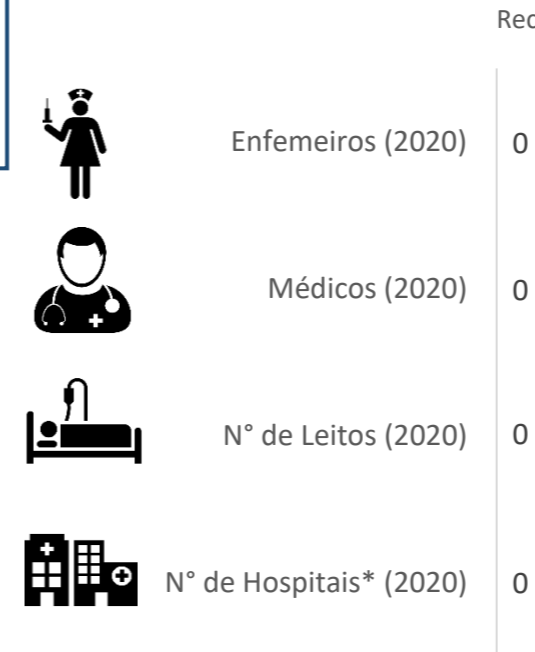 Rec
Enfemeiros (2020) 0
Médicos (2020) 0
N° de Leitos (2020) 0
N° de Hospitais* (2020) 0